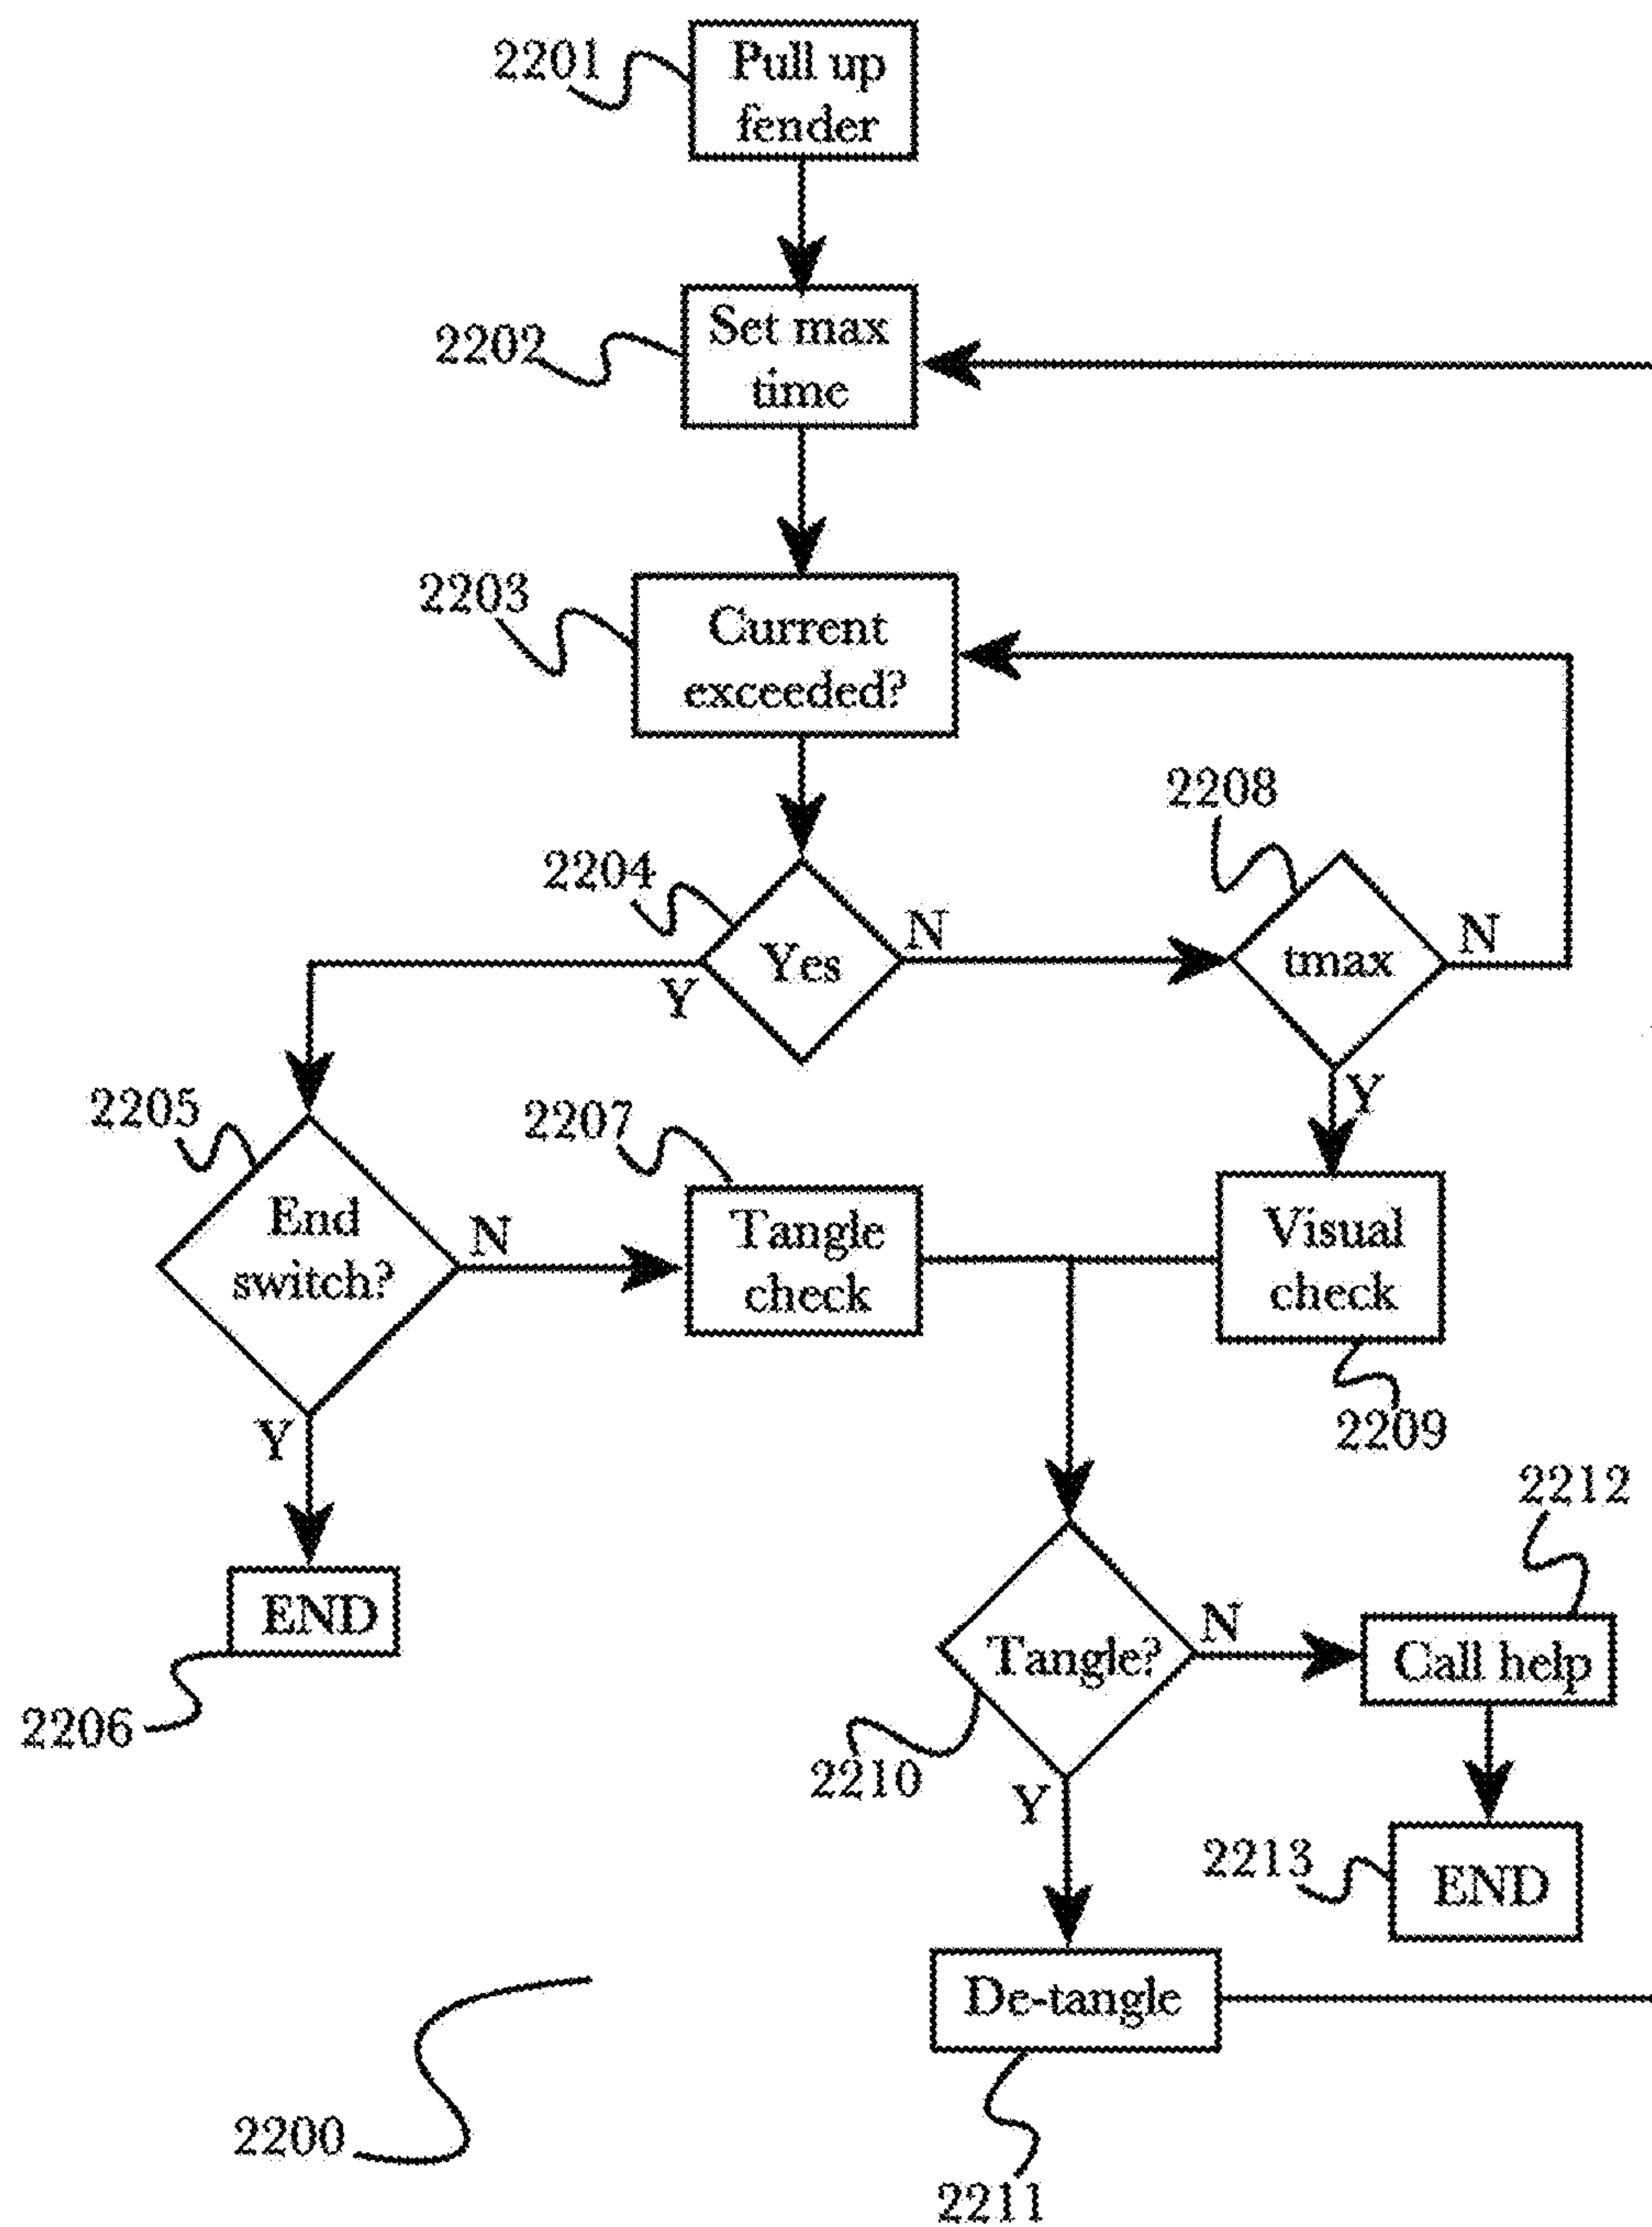 2201
Pull up
fender
2202
Set max
time
2203
Current
exceeded?
2208
2204
Yes
N
Y
tmax
N
Y
2205
End
switch?
N
Y
2207
Tangle
check
Visual
check
2209
2212
END
2206
Tangle?
N
Call help
2210
Y
2213
END
De-tangle
2200
2211